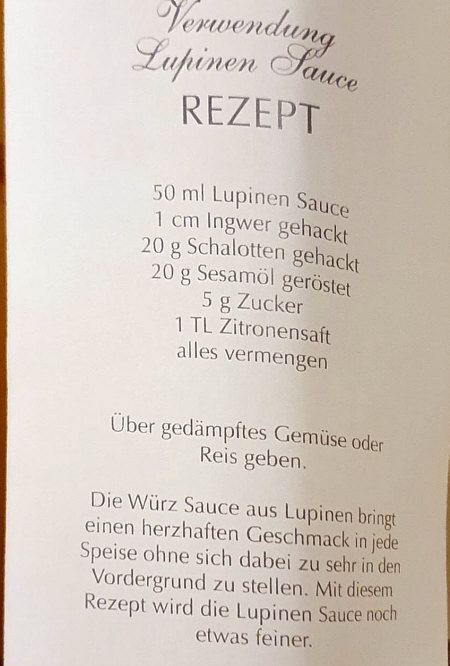 Verwendung
Lupinen Sauce
REZEPT
50 ml Lupinen Sauce
1 cm Ingwer gehackt
20 g Schalotten gehackt
20 g Sesamöl geröstet
5 g Zucker
1 TL Zitronensaft
alles vermengen
Über gedämpftes Gemüse oder
Reis geben.
Die Würz Sauce aus Lupinen bringt
einen herzhaften Geschmack in jede
Speise ohne sich dabei zu sehr in den
Vordergrund zu stellen. Mit diesem
Rezept wird die Lupinen Sauce noch
etwas feiner.